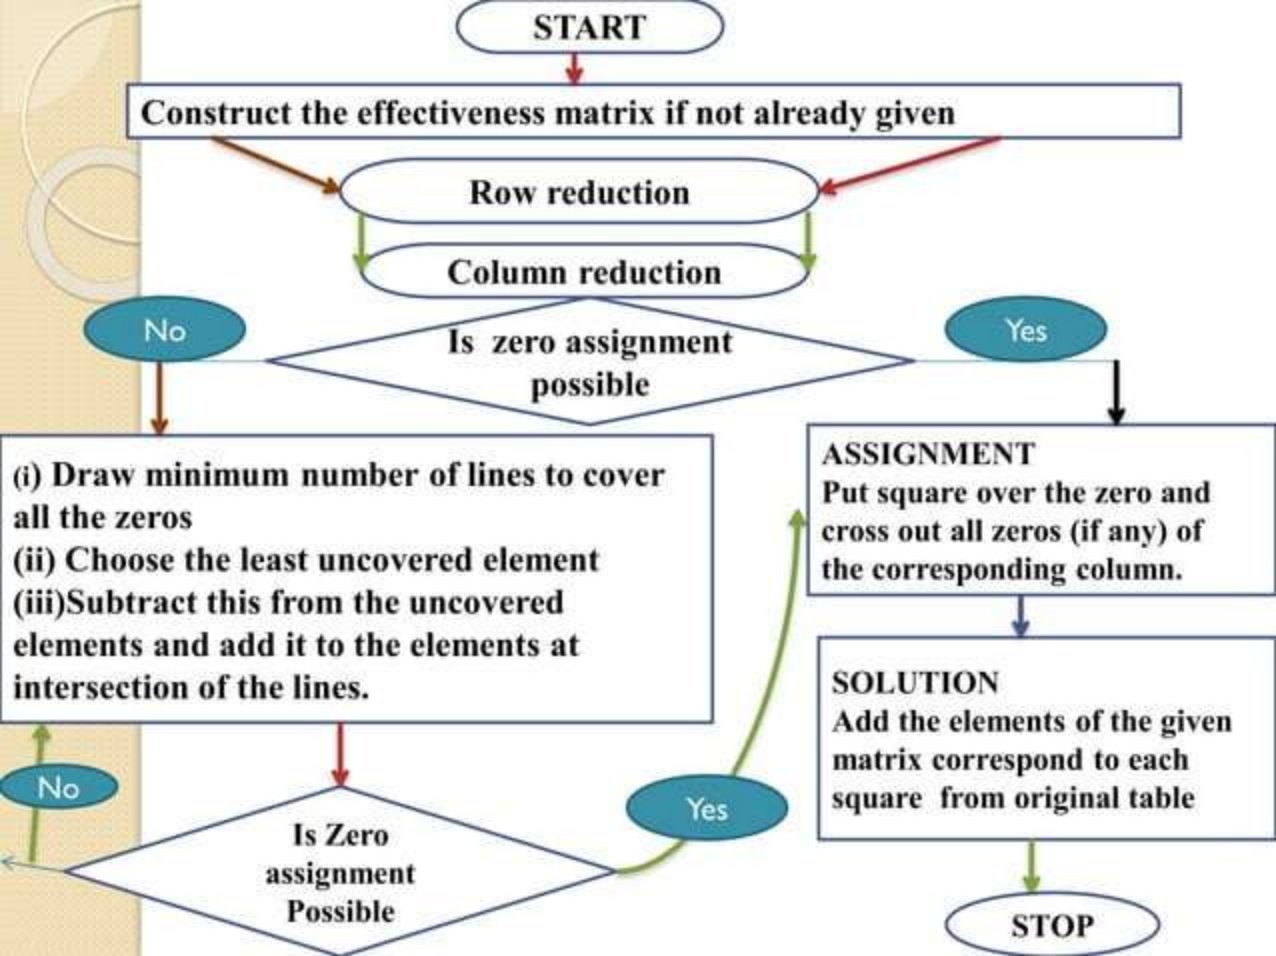 START
Construct the effectiveness matrix if not already given
Row reduction
Column reduction
No
Is zero assignment
possible
Yes
(i) Draw minimum number of lines to cover
all the zeros
(ii) Choose the least uncovered element
(iii)Subtract this from the uncovered
elements and add it to the elements at
intersection of the lines.
ASSIGNMENT
Put square over the zero and
cross out all zeros (if any) of
the corresponding column.
SOLUTION
Add the elements of the given
matrix correspond to each
square from original table
No
Is Zero
assignment
Possible
Yes
STOP